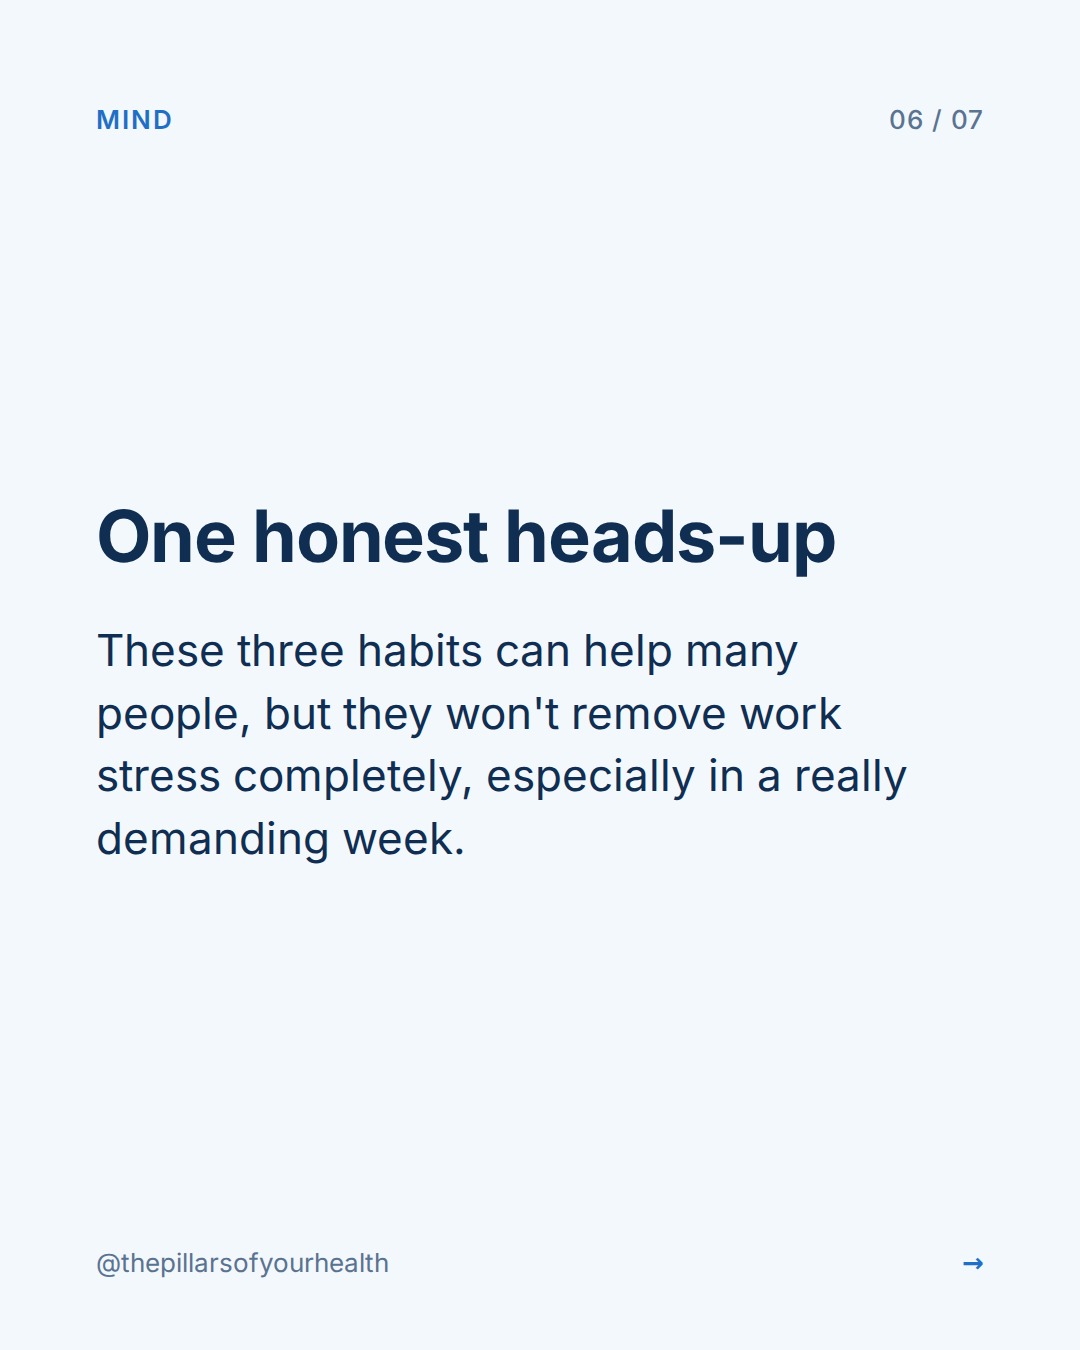 MIND
06 / 07
One honest heads-up
These three habits can help many
people, but they won't remove work
stress completely, especially in a really
demanding week.
@thepillarsofyourhealth
→